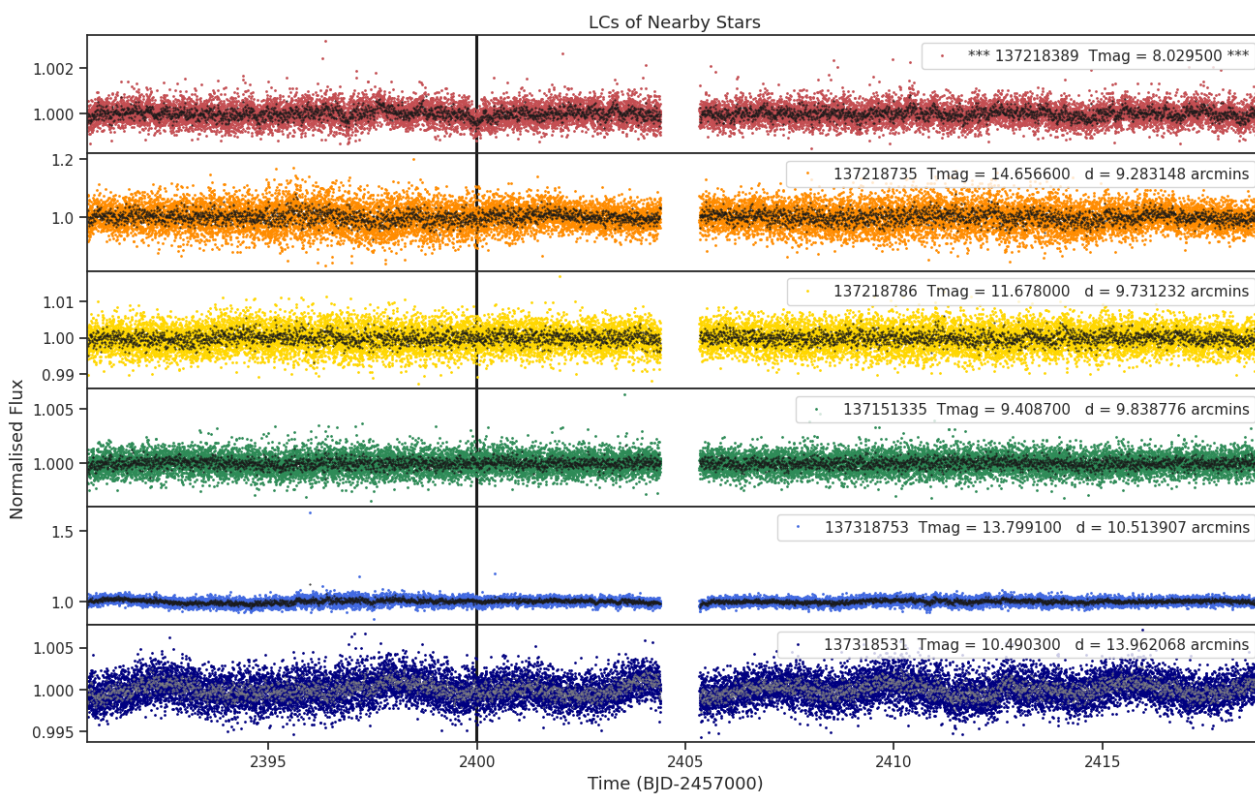 LCs of Nearby Stars
*** 137218389 Tmag = 8.029500 ***
1.002
1.000
137218735 Tmag = 14.656600 d = 9.283148 arcmins
1.2
1.0
137218786 Tmag = 11.678000 d = 9.731232 arcmins
1.01
1.00
0.99
137151335 Tmag = 9.408700 d = 9.838776 arcmins
1.005
1.000
137318753 Tmag = 13.799100 d = 10.513907 arcmins
1.5
1.0
137318531 Tmag = 10.490300 d = 13.962068 arcmins
1.005
1.000
0.995
Normalised Flux
2395 2400 2405 2410 2415
Time (BJD-2457000)